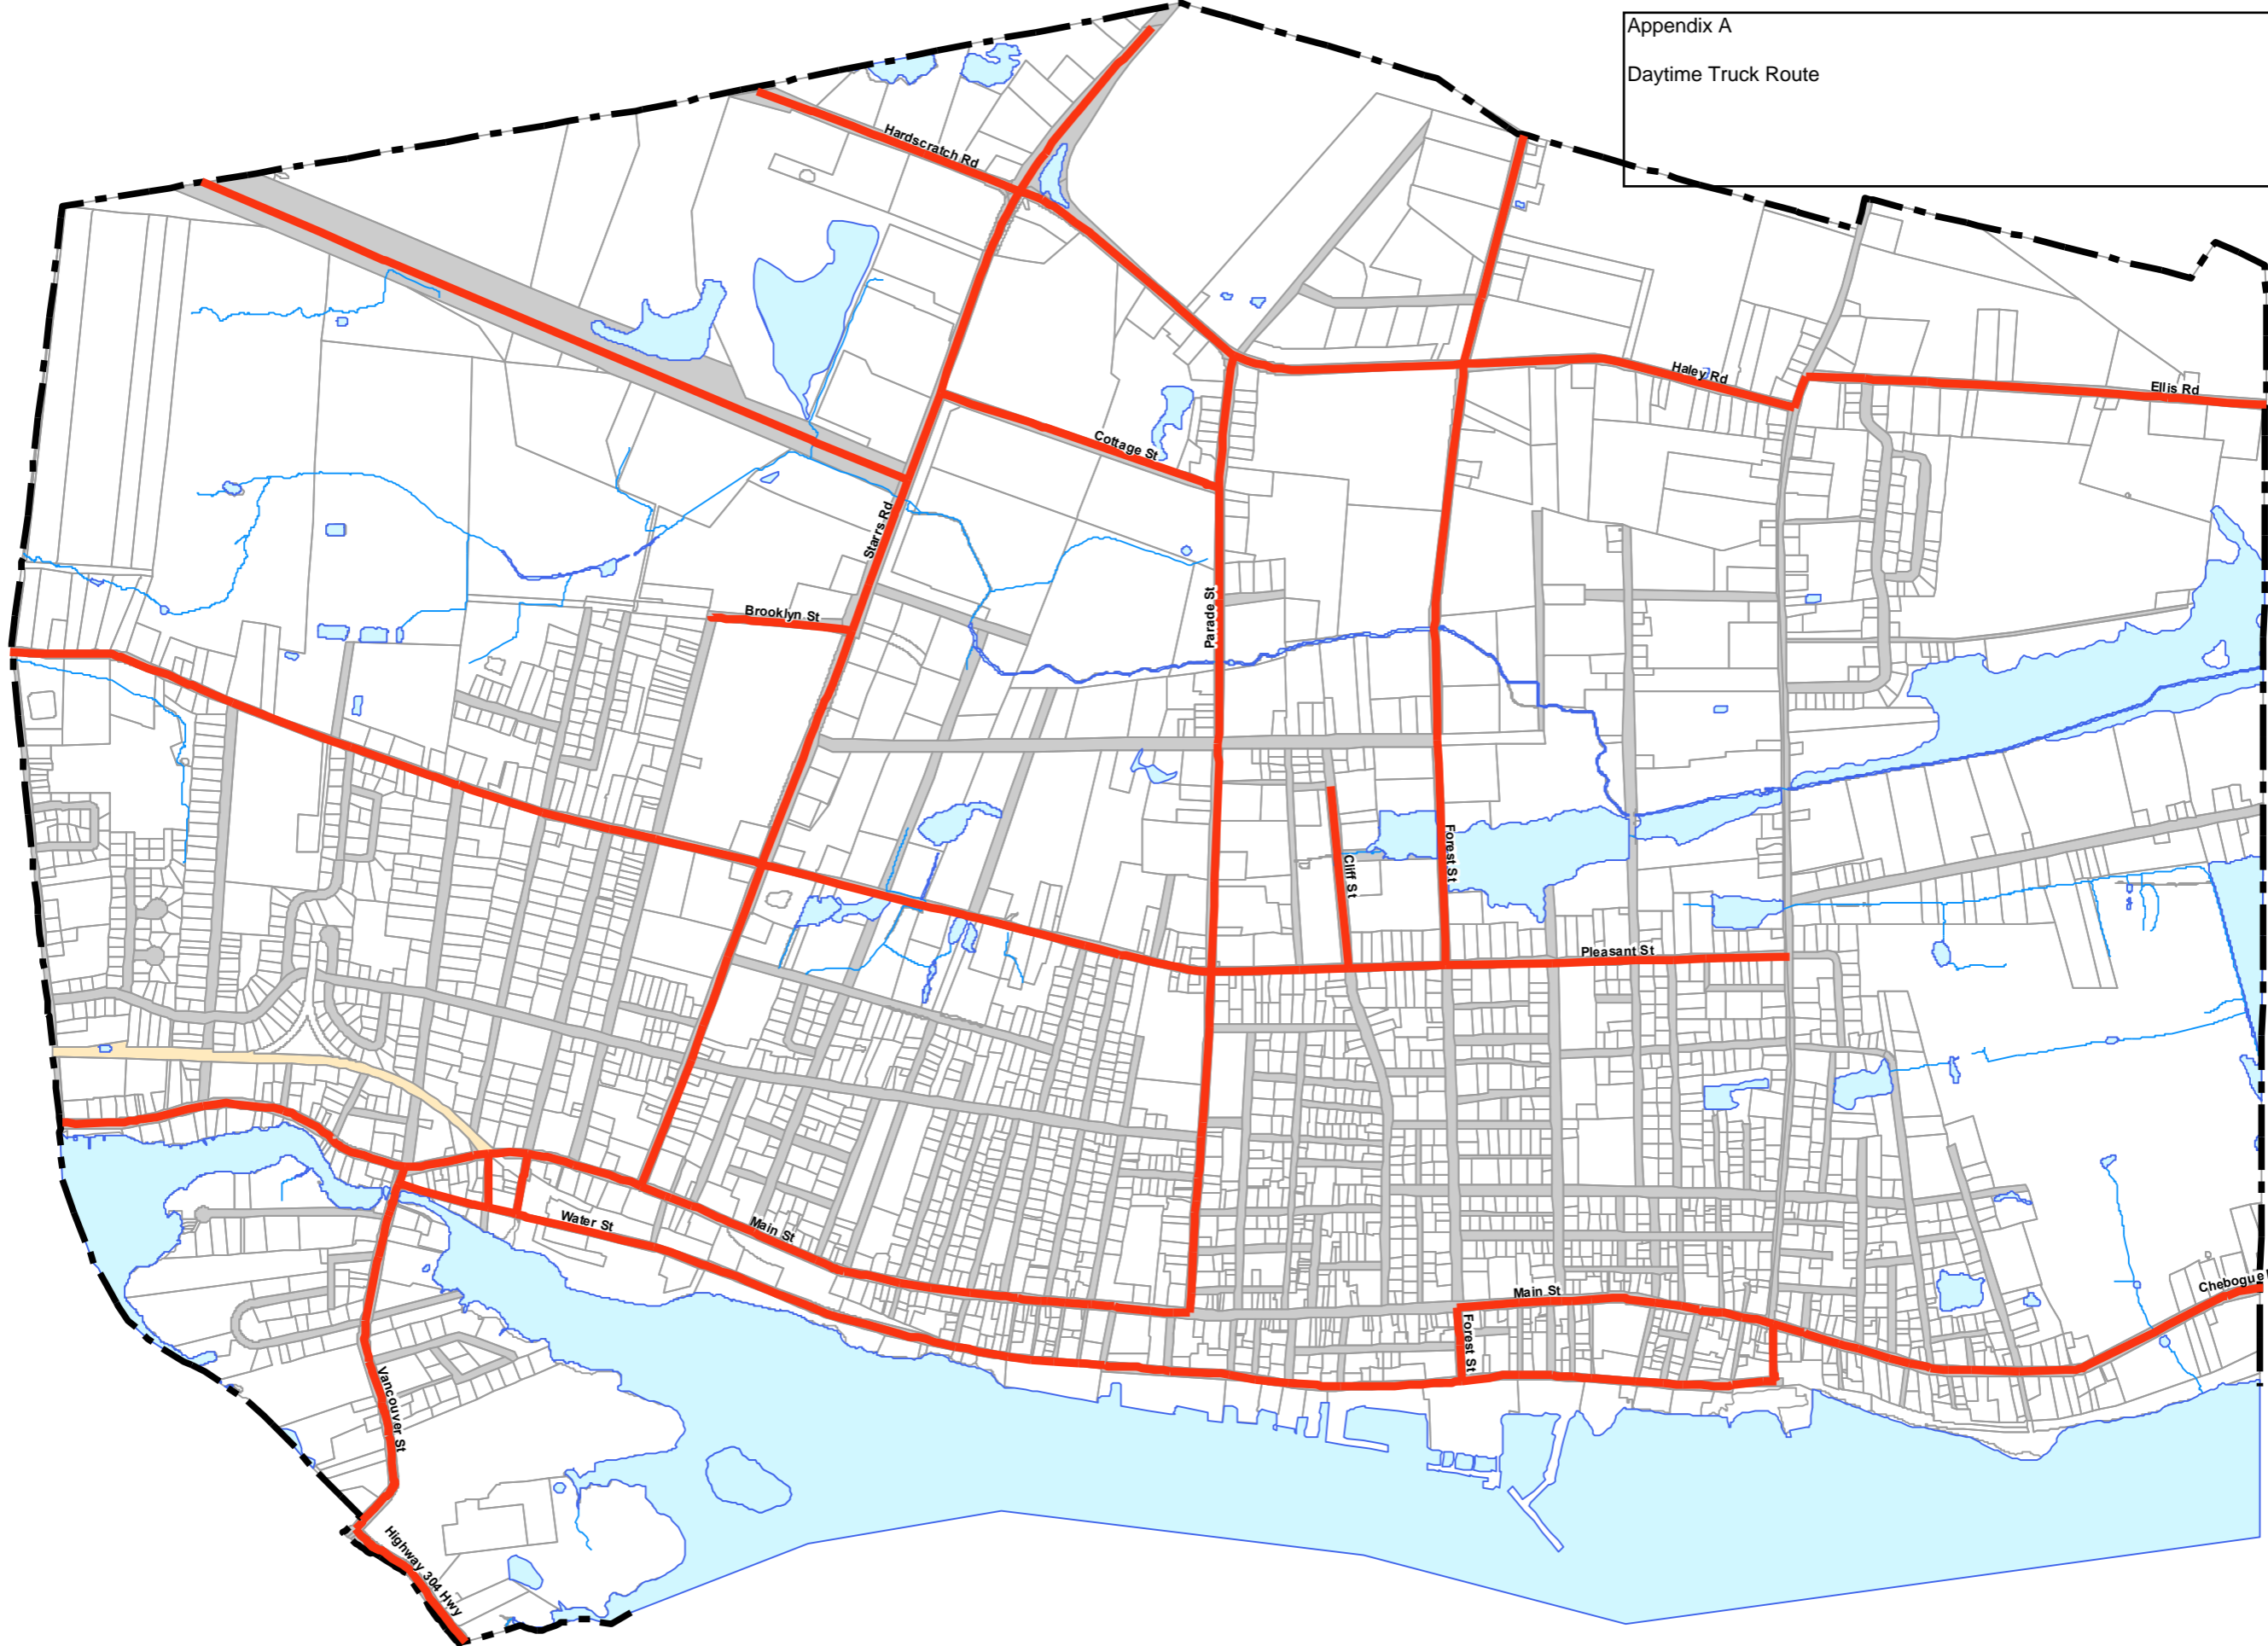 Appendix A
Daytime Truck Route
Hardscratch Rd
Haley Rd
Ellis Rd
Cottage St
Starrs Rd
Brooklyn St
Parade St
Cliff St
Forest St
Pleasant St
Water St
Main St
Main St
Forest St
Chebogue
Vancouver St
Highway 304 Hwy